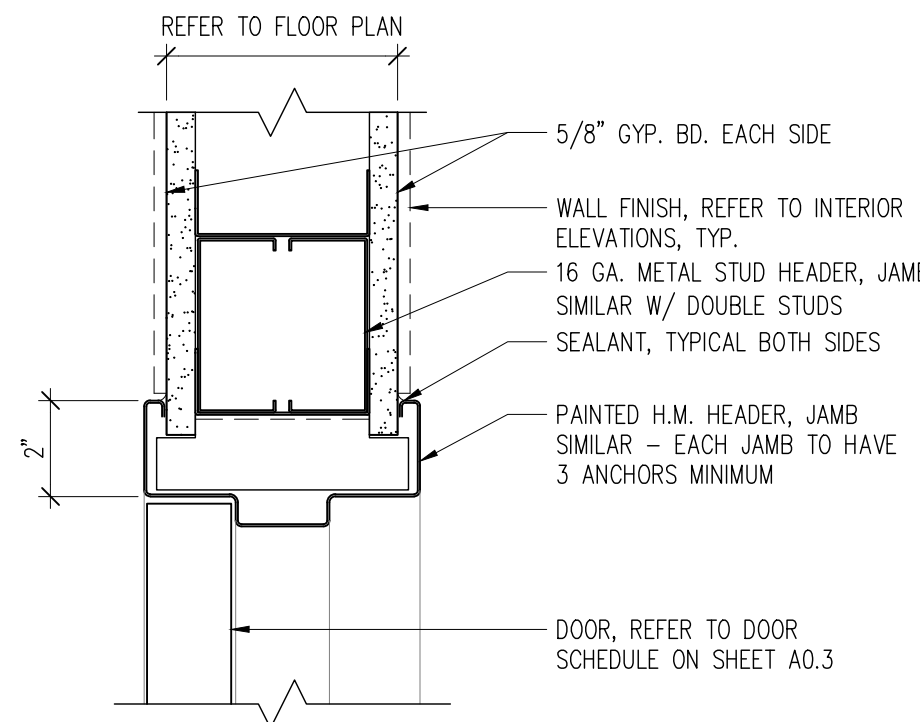 REFER TO FLOOR PLAN
5/8" GYP. BD. EACH SIDE
WALL FINISH, REFER TO INTERIOR
ELEVATIONS, TYP.
16 GA. METAL STUD HEADER, JAMB
SIMILAR W/ DOUBLE STUDS
SEALANT, TYPICAL BOTH SIDES
2"
PAINTED H.M. HEADER, JAMB
SIMILAR – EACH JAMB TO HAVE
3 ANCHORS MINIMUM
DOOR, REFER TO DOOR
SCHEDULE ON SHEET A0.3